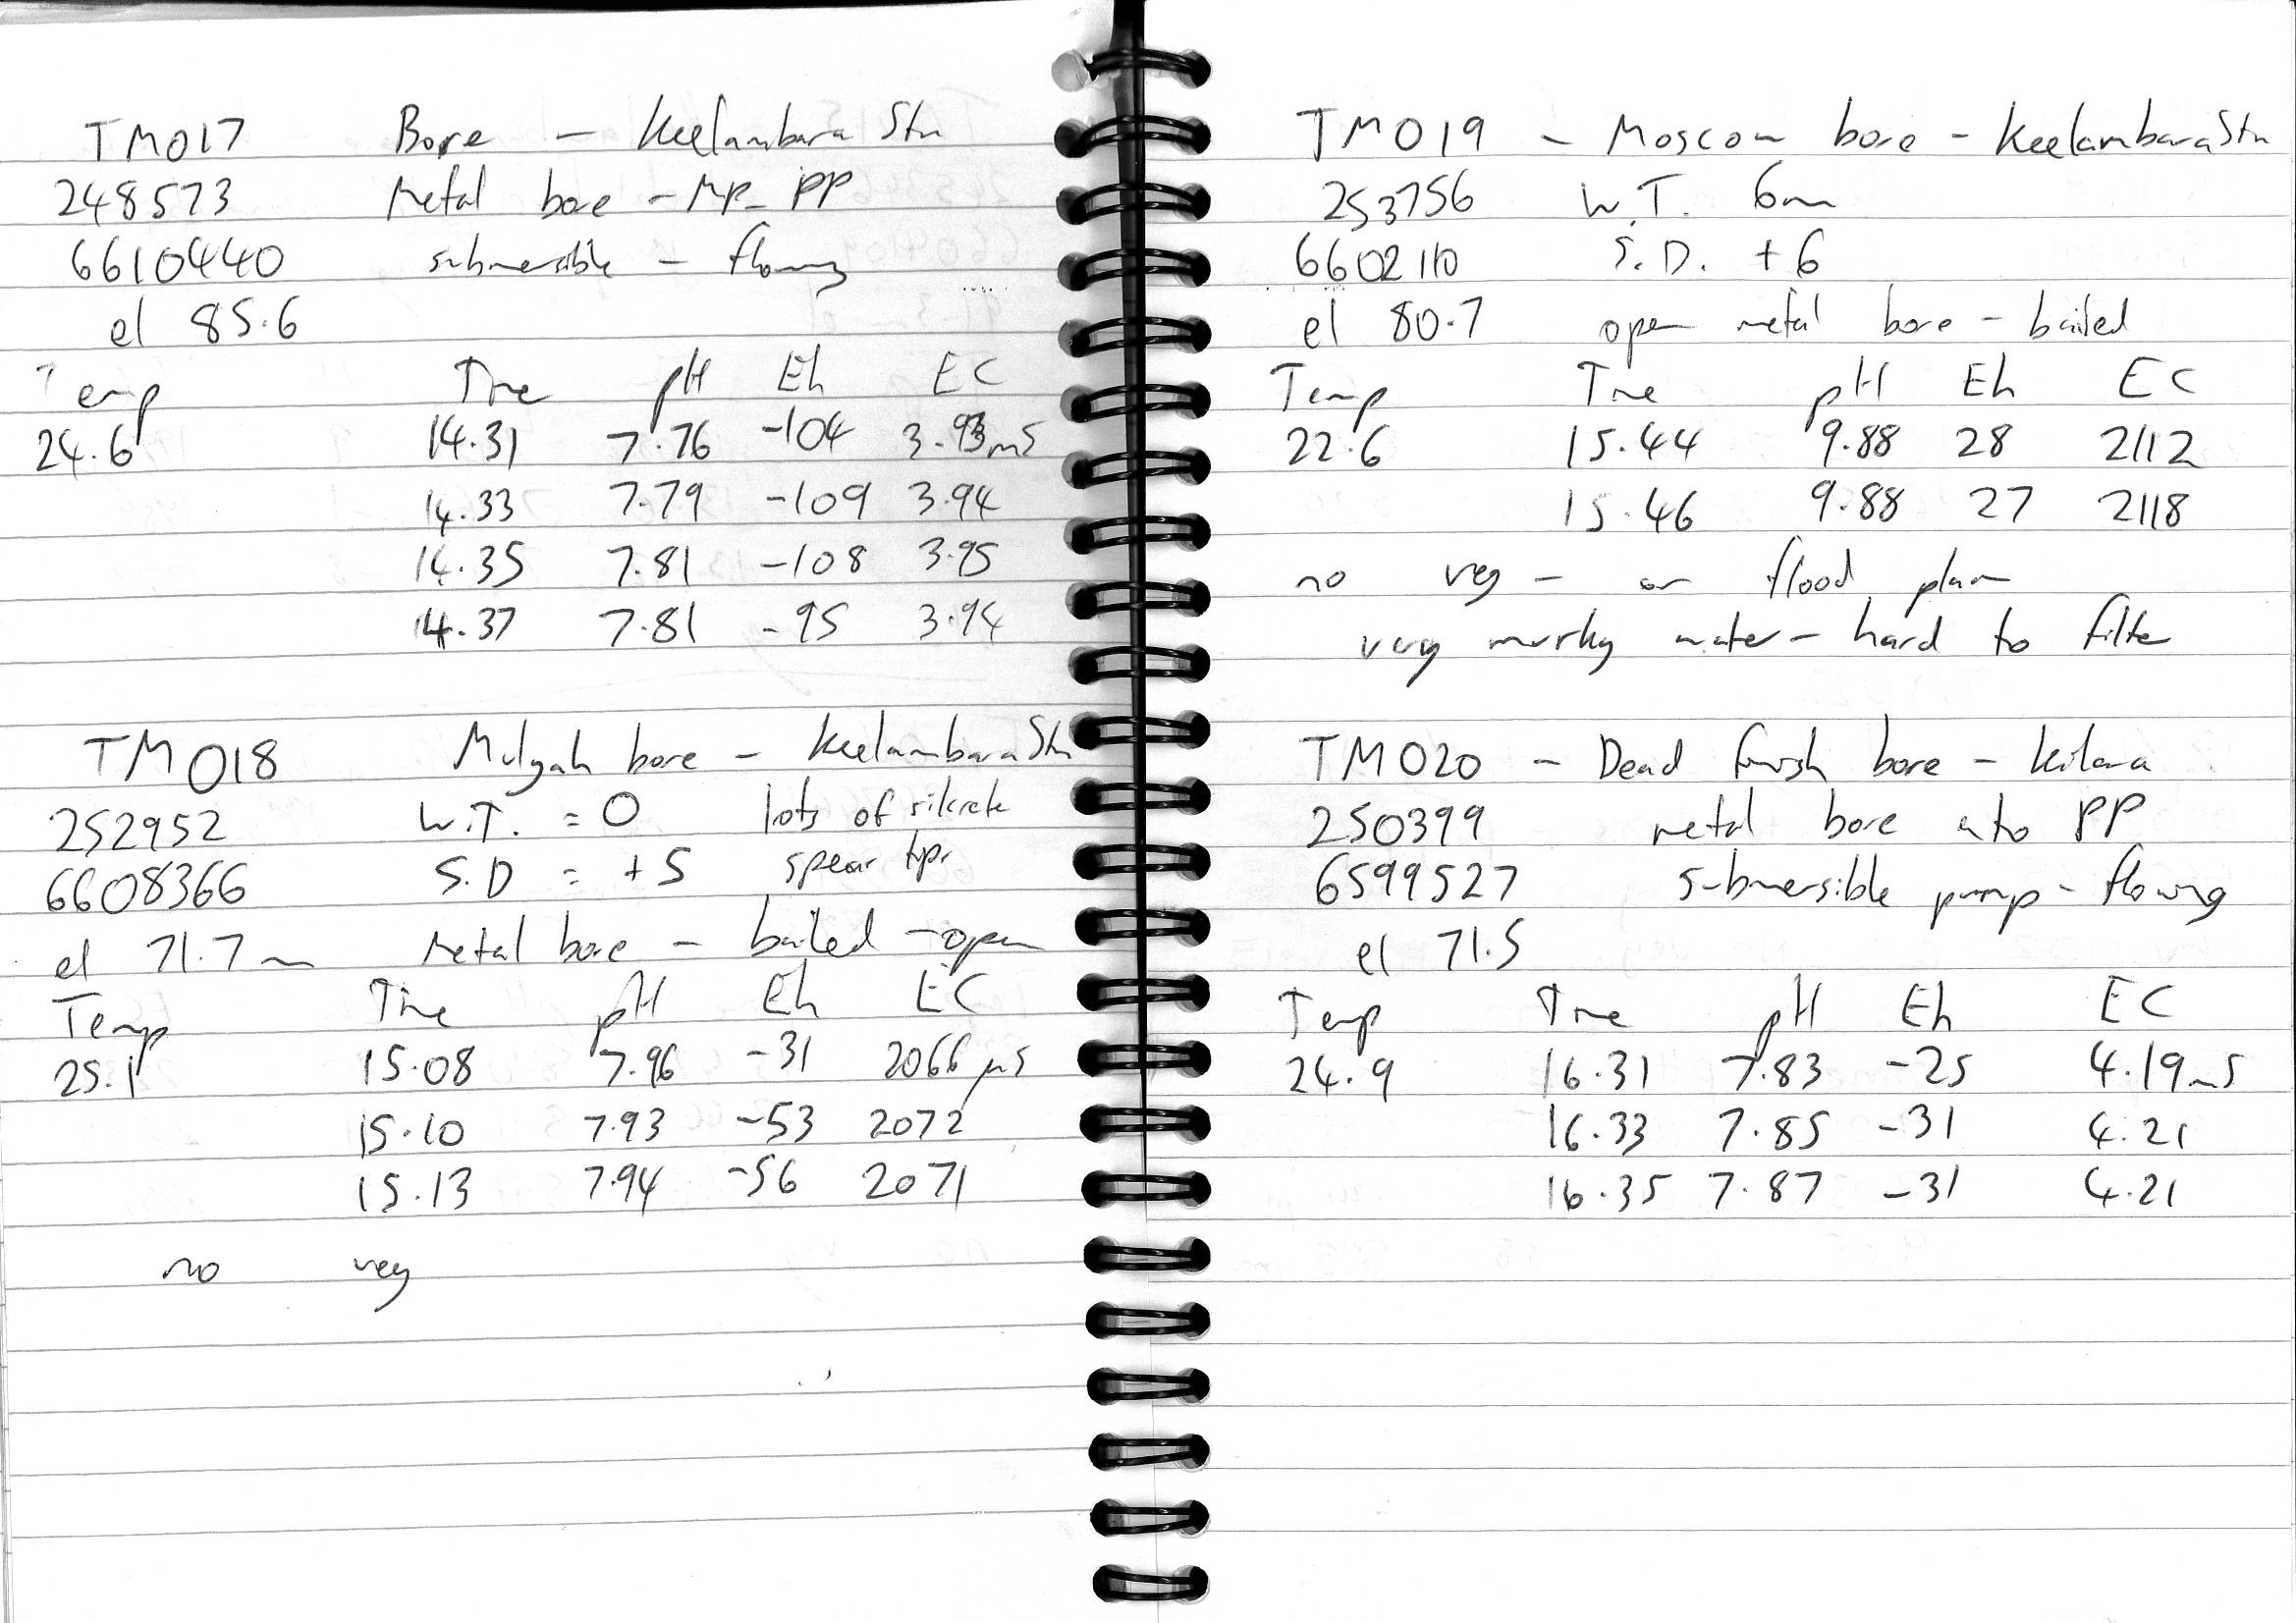 TM017 Bore – Keelambara Stn
248573 Metal bore – MP – PP
6610440 submersible – flowing
el 85.6
Temp Time pH Eh EC
24.6 14.31 7.76 -104 3.93 mS
14.33 7.79 -109 3.94
14.35 7.81 -108 3.95
14.37 7.81 -95 3.94
TM018 Mulgah bore – Keelambara Stn
252952 W.T. = 0 lots of silcrete
6608366 S.D = +5 spear tips
el 71.7 m Metal bore – bailed – open
Temp Time pH Eh EC
25.1 15.08 7.96 -31 2066 µS
15.10 7.93 -53 2072
15.13 7.94 -56 2071
no veg
TM019 – Moscow bore – Keelambara Stn
253756 W.T. 6m
6602110 S.D. +6
el 80.7 open metal bore – bailed
Temp Time pH Eh EC
22.6 15.44 9.88 28 2112
15.46 9.88 27 2118
no veg – on flood plain
very murky water – hard to filter
TM020 – Dead finish bore – Kilara
250399 metal bore into PP
6599527 submersible pump – flowing
el 71.5
Temp Time pH Eh EC
24.9 16.31 7.83 -25 4.19 mS
16.33 7.85 -31 4.21
16.35 7.87 -31 4.21